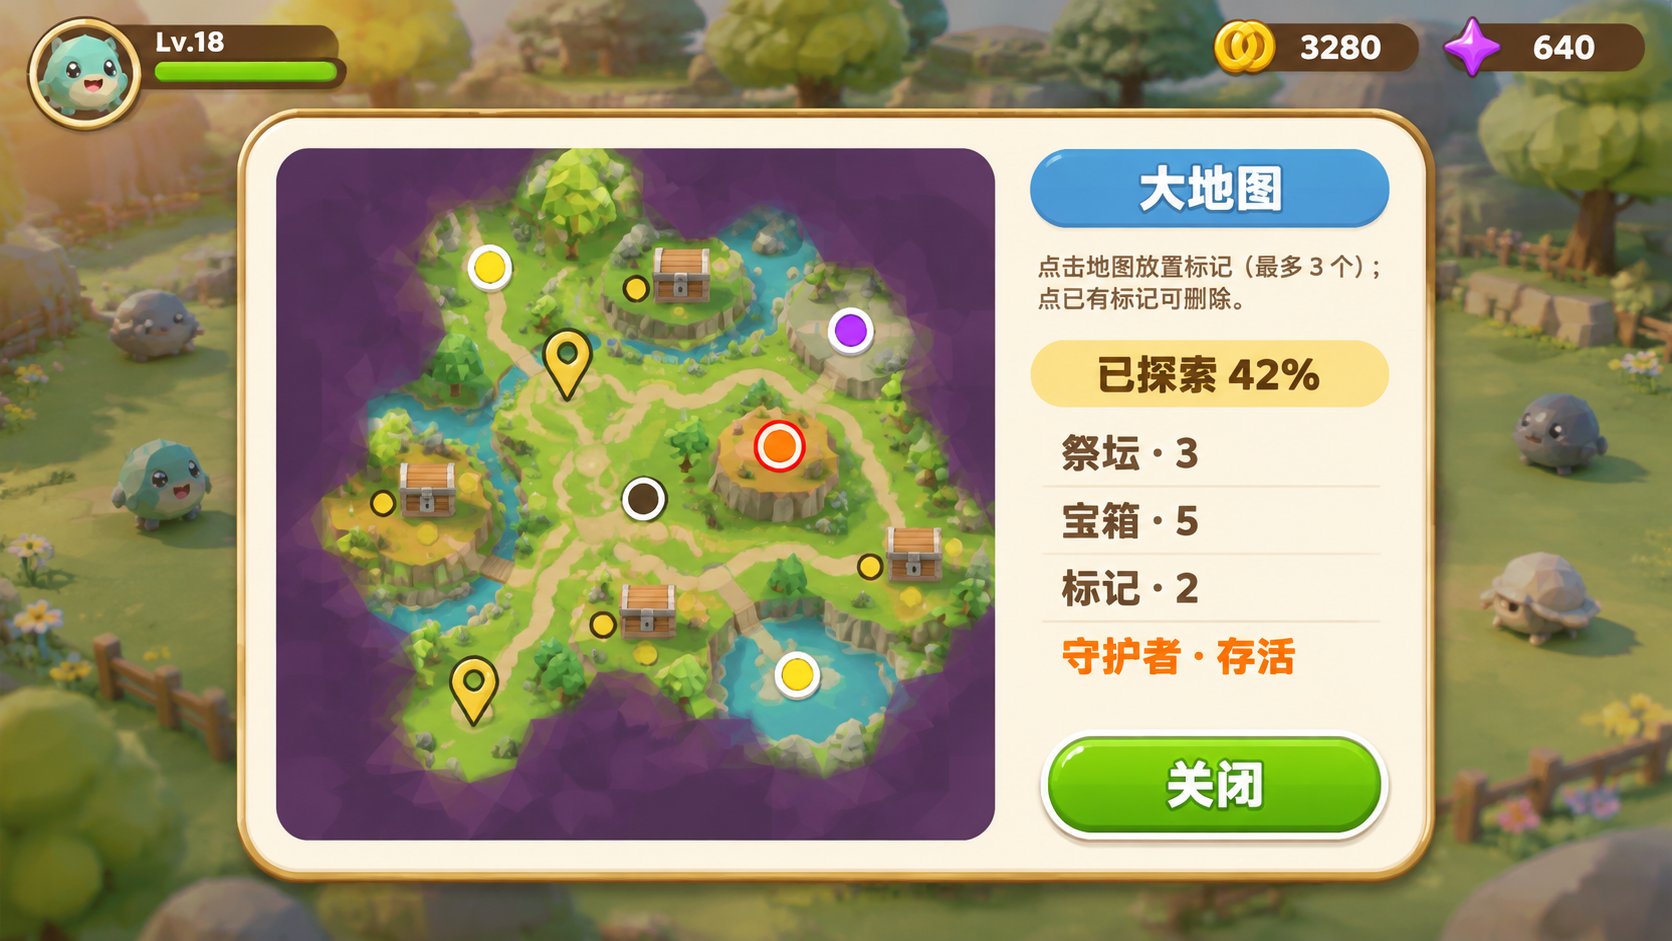 Lv.18
3280
640
大地图
点击地图放置标记（最多 3 个）；
点已有标记可删除。
已探索 42%
祭坛 · 3
宝箱 · 5
标记 · 2
守护者 · 存活
关闭